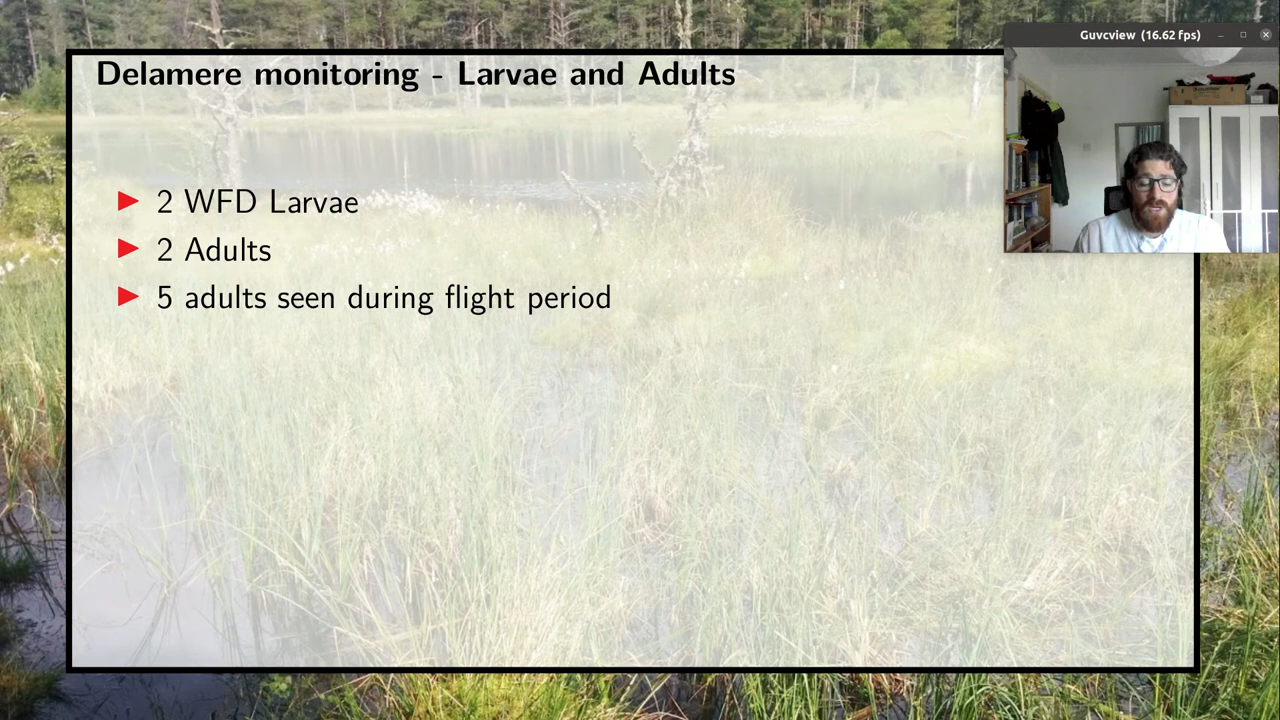 Guvcview (16.62 fps)
Delamere monitoring - Larvae and Adults
2 WFD Larvae
2 Adults
5 adults seen during flight period